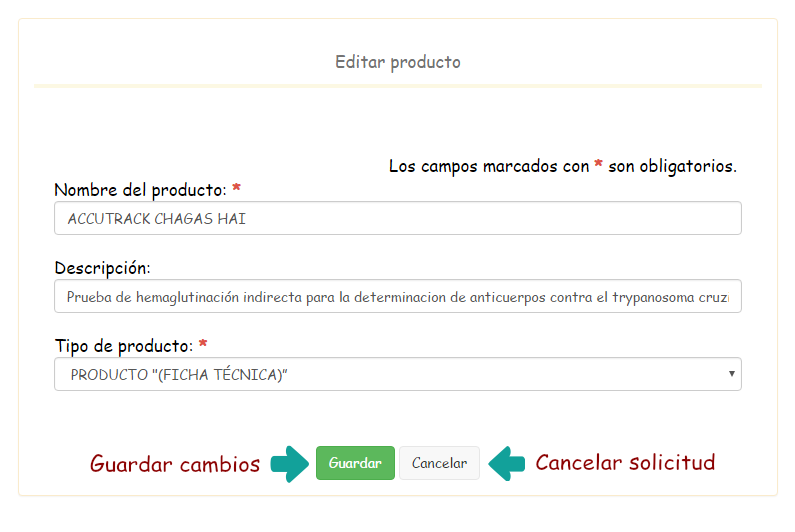 Editar producto
Los campos marcados con * son obligatorios.
Nombre del producto: *
ACCUTRACK CHAGAS HAI
Descripción:
Prueba de hemaglutinación indirecta para la determinacion de anticuerpos contra el trypanosoma cruzi
Tipo de producto: *
PRODUCTO "(FICHA TÉCNICA)"
Guardar cambios Guardar Cancelar Cancelar solicitud